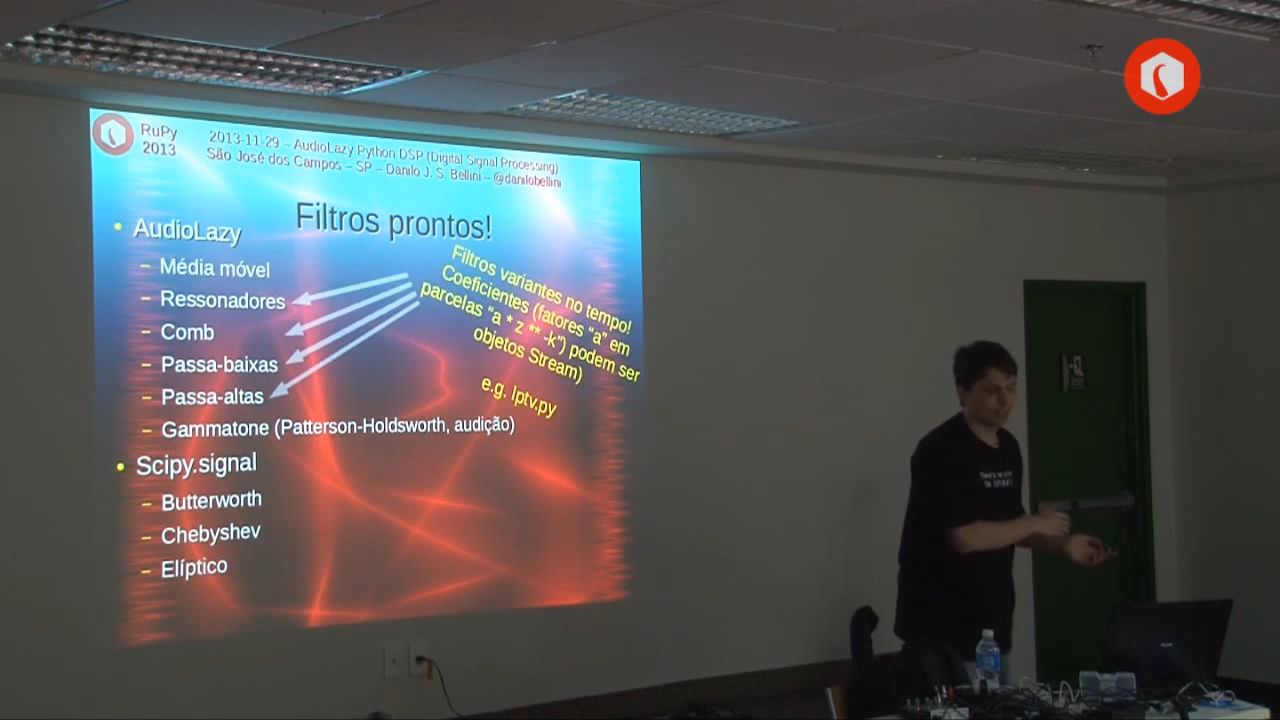 RuPy
2013
2013-11-29 – AudioLazy Python DSP (Digital Signal Processing)
São José dos Campos – SP – Danilo J. S. Bellini – @danilobellini
Filtros prontos!
• AudioLazy
– Média móvel
– Ressonadores
– Comb
– Passa-baixas
– Passa-altas
– Gammatone (Patterson-Holdsworth, audição)
• Scipy.signal
– Butterworth
– Chebyshev
– Elíptico
Filtros variantes no tempo!
Coeficientes (fatores “a” em
parcelas “a * z ** -k”) podem ser
objetos Stream)
e.g. lptv.py